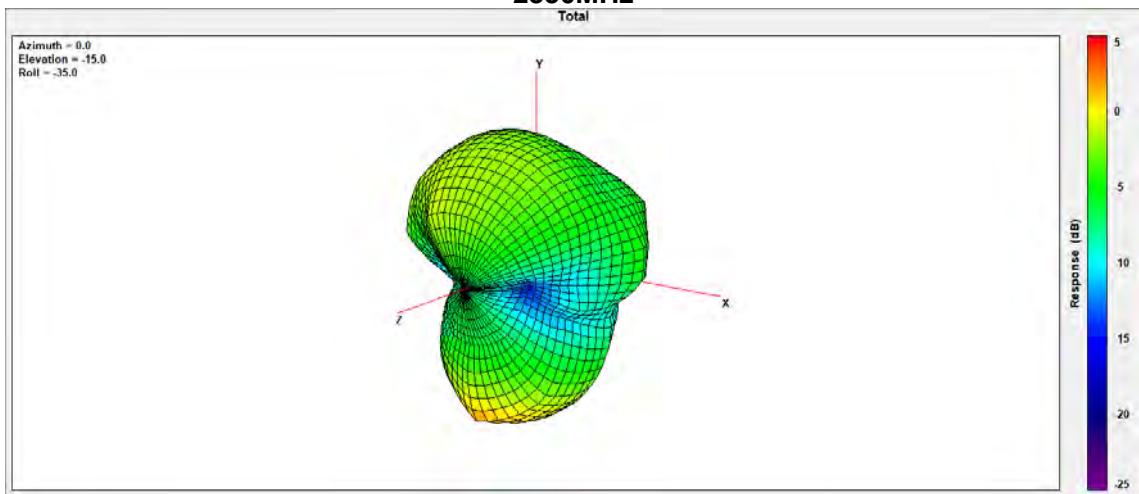 Total
Azimuth = 0.0
Elevation = -15.0
Roll = -35.0
Y
X
Z
5
0
5
10
15
-20
-25
Response (dB)